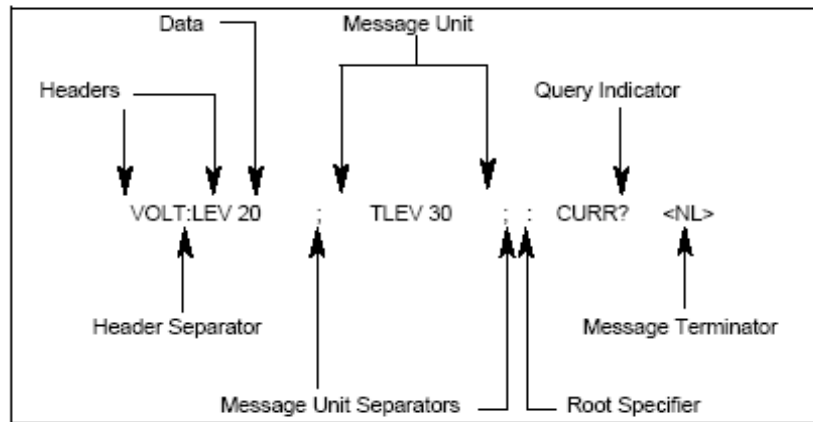 Data Message Unit
Headers Query Indicator
VOLT:LEV 20 ; TLEV 30 ; : CURR? <NL>
Header Separator Message Terminator
Message Unit Separators Root Specifier